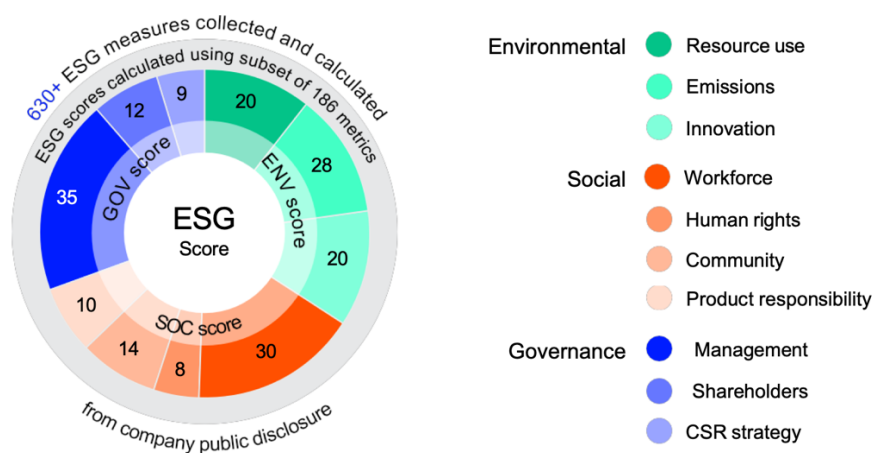 630+ ESG measures collected and calculated
ESG scores calculated using subset of 186 metrics
9
12
20
28
35
GOV score
ENV score
ESG
Score
20
10
SOC score
14
8
30
from company public disclosure
Environmental
Resource use
Emissions
Innovation
Social
Workforce
Human rights
Community
Product responsibility
Governance
Management
Shareholders
CSR strategy